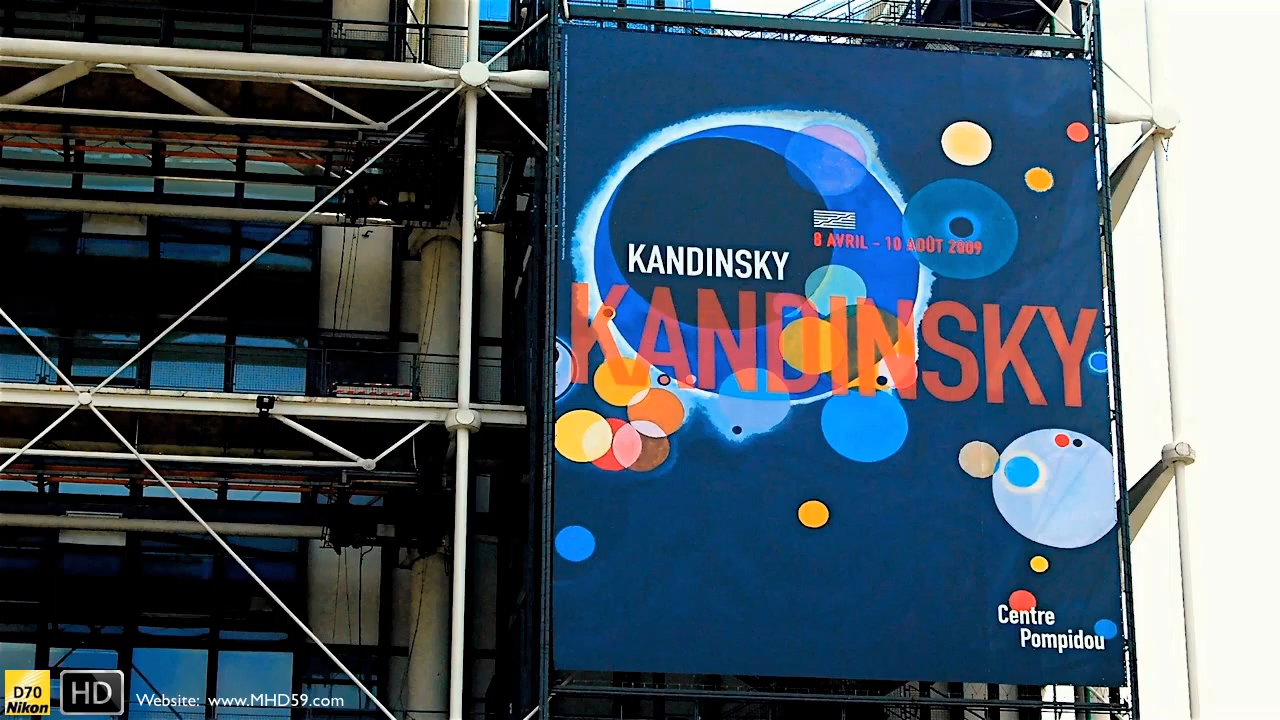 8 AVRIL – 10 AOÛT 2009
KANDINSKY
KANDINSKY
Centre
Pompidou
D70
Nikon
HD
Website: www.MHD59.com